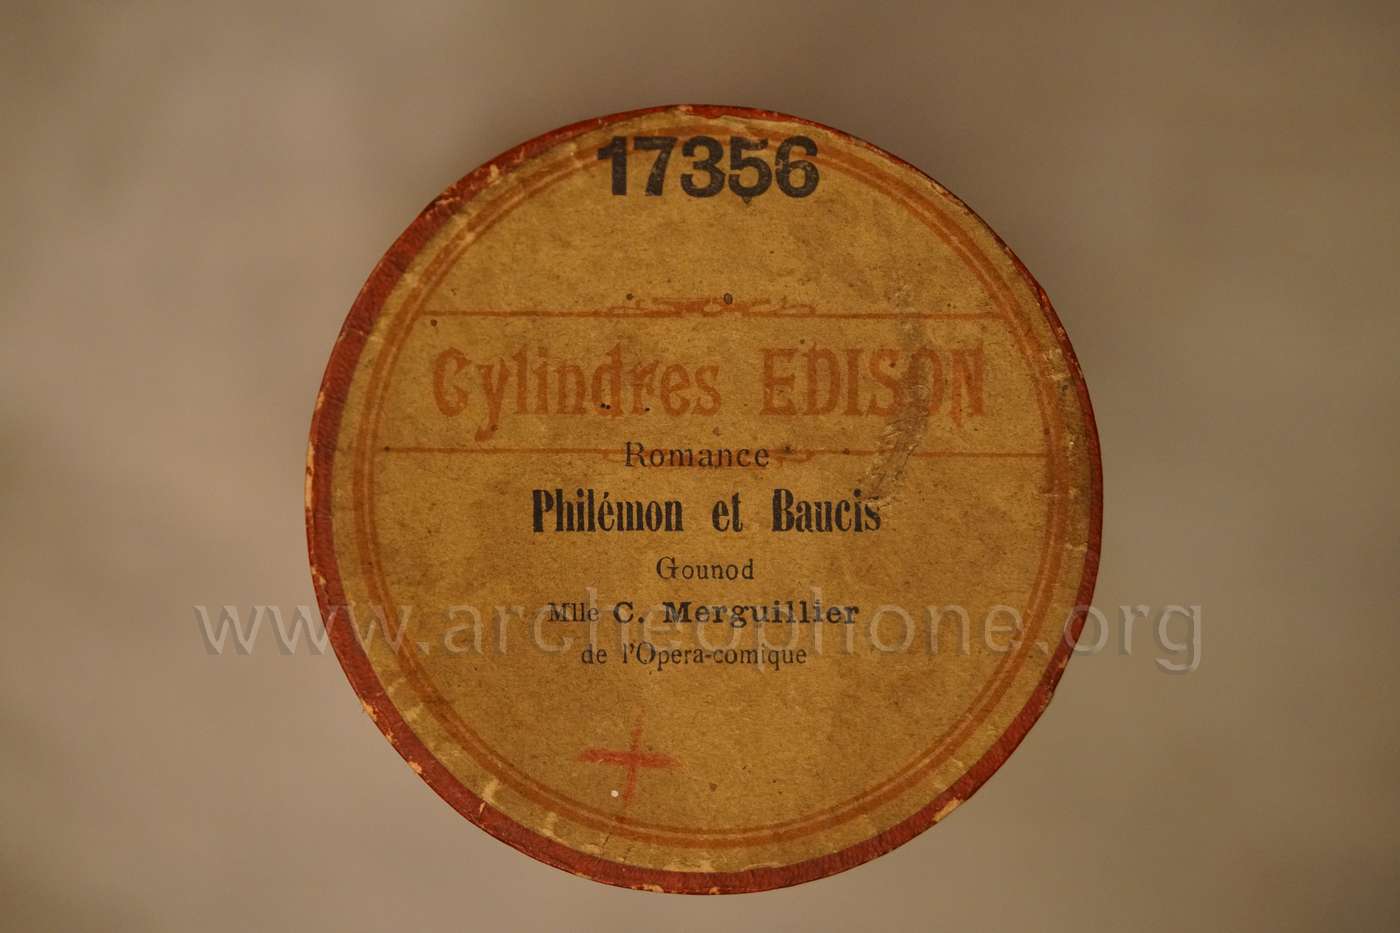 17356
Cylindres EDISON
Romance
Philémon et Baucis
Gounod
Mlle C. Merguillier
www.archeophone.org
de l'Opera-comique